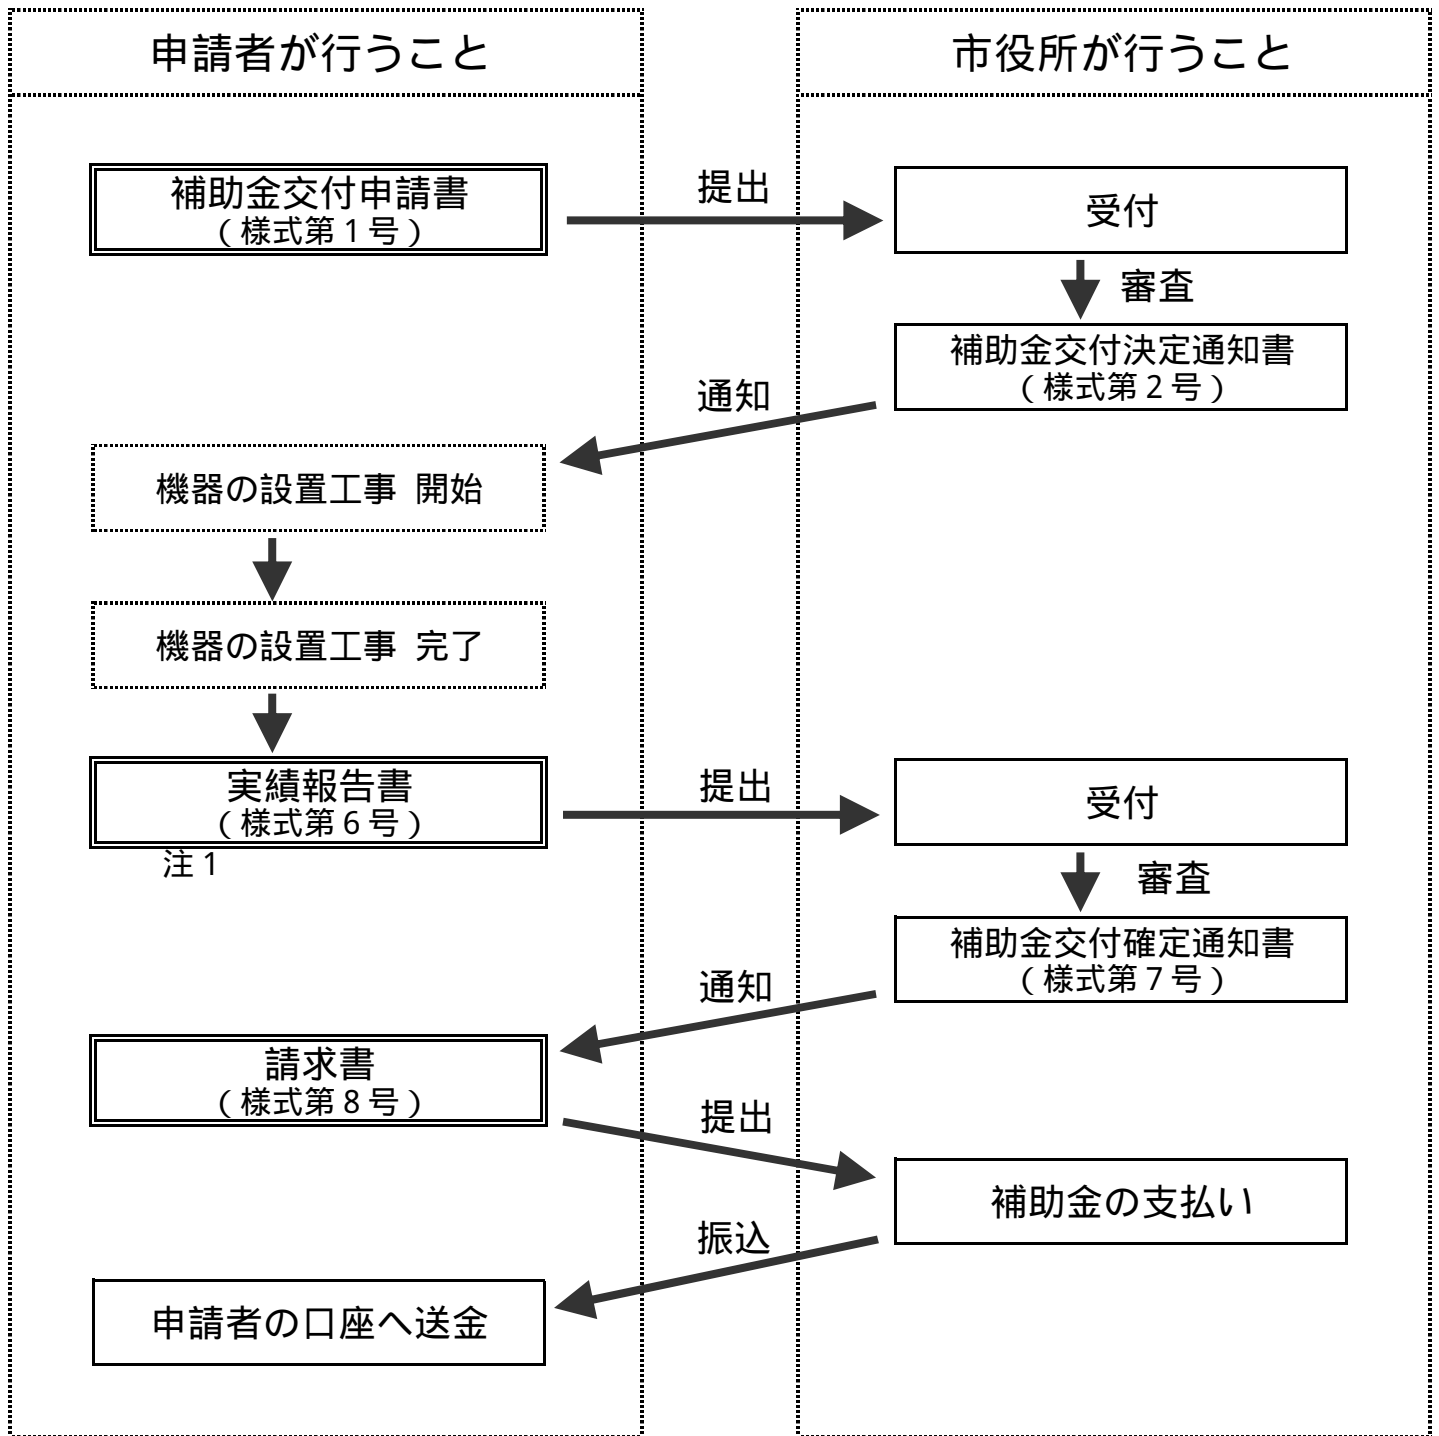 申請者が行うこと
市役所が行うこと
補助金交付申請書
（様式第１号）
提出
受付
審査
補助金交付決定通知書
（様式第２号）
通知
機器の設置工事 開始
機器の設置工事 完了
実績報告書
（様式第６号）
注１
提出
受付
審査
補助金交付確定通知書
（様式第７号）
通知
請求書
（様式第８号）
提出
補助金の支払い
振込
申請者の口座へ送金